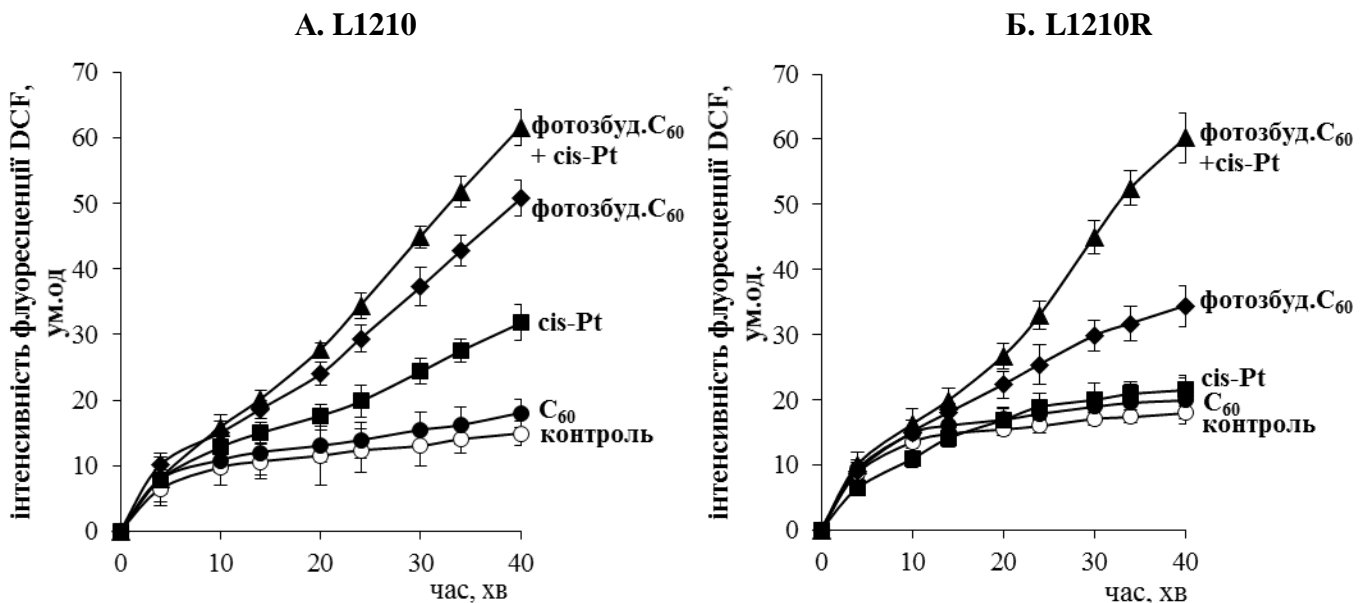 А. L1210
інтенсивність флуоресценції DCF,
ум.од
70
60
50
40
30
20
10
0
0 10 20 30 40
час, хв
фотозбуд.C₆₀
+ cis-Pt
фотозбуд.C₆₀
cis-Pt
C₆₀
контроль
Б. L1210R
інтенсивність флуоресценції DCF,
ум.од.
70
60
50
40
30
20
10
0
0 10 20 30 40
час, хв
фотозбуд.C₆₀
+cis-Pt
фотозбуд.C₆₀
cis-Pt
C₆₀
контроль